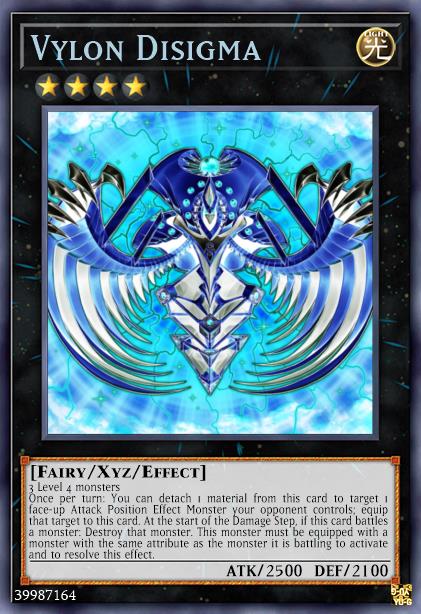 Vylon Disigma
LIGHT
光
[Fairy/Xyz/Effect]
3 Level 4 monsters
Once per turn: You can detach 1 material from this card to target 1
face-up Attack Position Effect Monster your opponent controls; equip
that target to this card. At the start of the Damage Step, if this card battles
a monster: Destroy that monster. This monster must be equipped with a
monster with the same attribute as the monster it is battling to activate
and to resolve this effect.
ATK/2500 DEF/2100
39987164